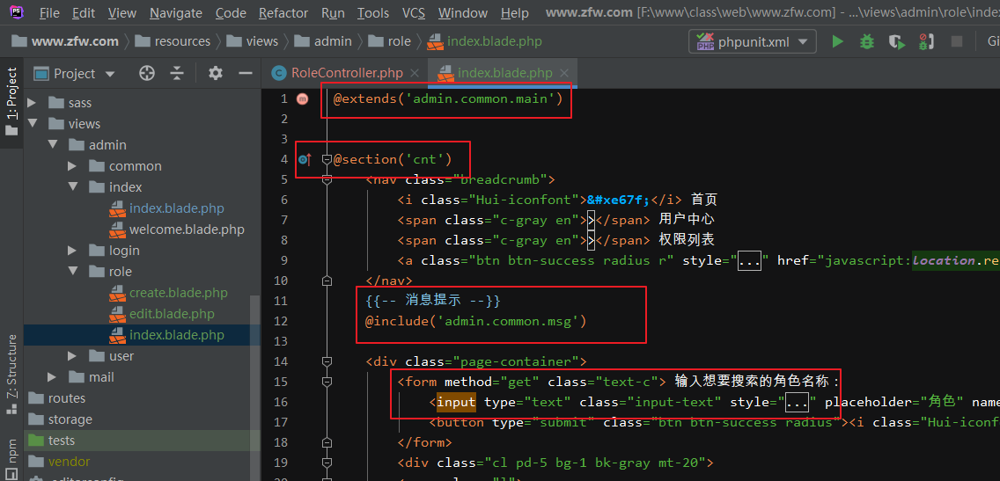 File Edit View Navigate Code Refactor Run Tools VCS Window Help www.zfw.com [F:\www\class\web\www.zfw.com] - ...\views\admin\role\index
www.zfw.com resources views admin role index.blade.php phpunit.xml Gi
Project RoleController.php index.blade.php
1: Project
Z: Structure
npm
sass
views
admin
common
index
index.blade.php
welcome.blade.php
login
role
create.blade.php
edit.blade.php
index.blade.php
user
mail
routes
storage
tests
vendor
.editorconfig
1 @extends('admin.common.main')
2
3
4 @section('cnt')
5 <nav class="breadcrumb">
6 <i class="Hui-iconfont">&#xe67f;</i> 首页
7 <span class="c-gray en">></span> 用户中心
8 <span class="c-gray en">></span> 权限列表
9 <a class="btn btn-success radius r" style="..." href="javascript:location.re
10 </nav>
11 {{-- 消息提示 --}}
12 @include('admin.common.msg')
13
14 <div class="page-container">
15 <form method="get" class="text-c"> 输入想要搜索的角色名称：
16 <input type="text" class="input-text" style="..." placeholder="角色" nam
17 <button type="submit" class="btn btn-success radius"><i class="Hui-iconf
18 </form>
19 <div class="cl pd-5 bg-1 bk-gray mt-20">